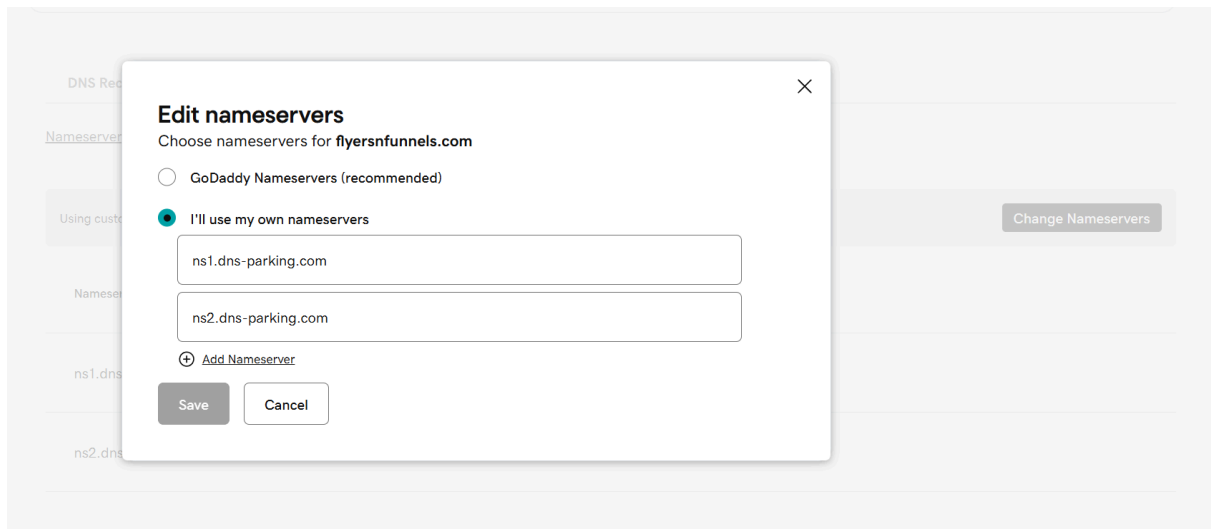 DNS Rec
Edit nameservers
Choose nameservers for flyersnfunnels.com
Nameserver
GoDaddy Nameservers (recommended)
Using custo
I'll use my own nameservers
Change Nameservers
ns1.dns-parking.com
Nameser
ns2.dns-parking.com
Add Nameserver
ns1.dns
Save
Cancel
ns2.dns